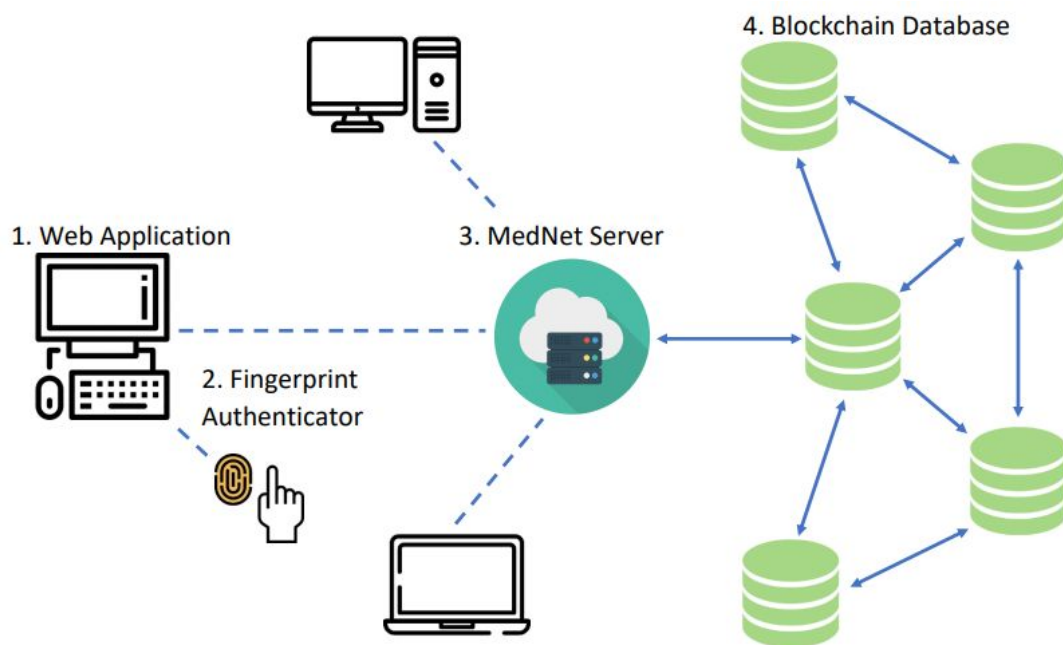 4. Blockchain Database
1. Web Application
3. MedNet Server
2. Fingerprint
Authenticator